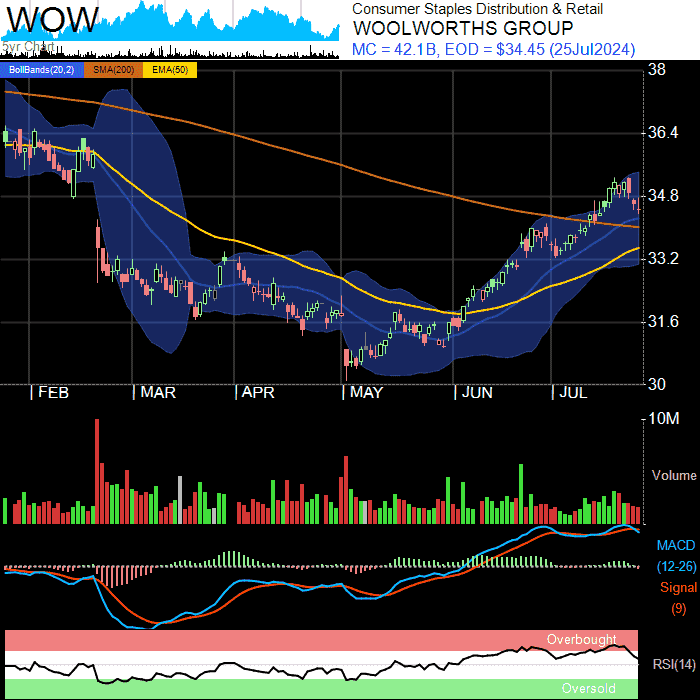 WOW
5yr Chart
Consumer Staples Distribution & Retail
WOOLWORTHS GROUP
MC = 42.1B, EOD = $34.45 (25Jul2024)
BollBands(20,2) SMA(200) EMA(50)
38
36.4
34.8
33.2
31.6
30
| FEB | MAR | APR | MAY | JUN | JUL
10M
Volume
MACD
(12-26)
Signal
(9)
Overbought
RSI(14)
Oversold